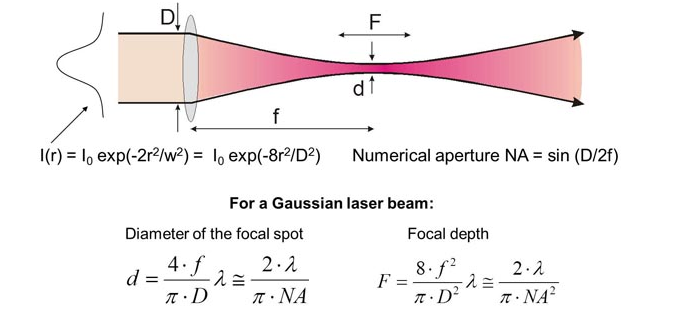 D
F
d
f
I(r) = I₀ exp(-2r²/w²) = I₀ exp(-8r²/D²) Numerical aperture NA = sin (D/2f)
For a Gaussian laser beam:
Diameter of the focal spot Focal depth
d = 4·f / π·D λ ≅ 2·λ / π·NA F = 8·f² / π·D² λ ≅ 2·λ / π·NA²